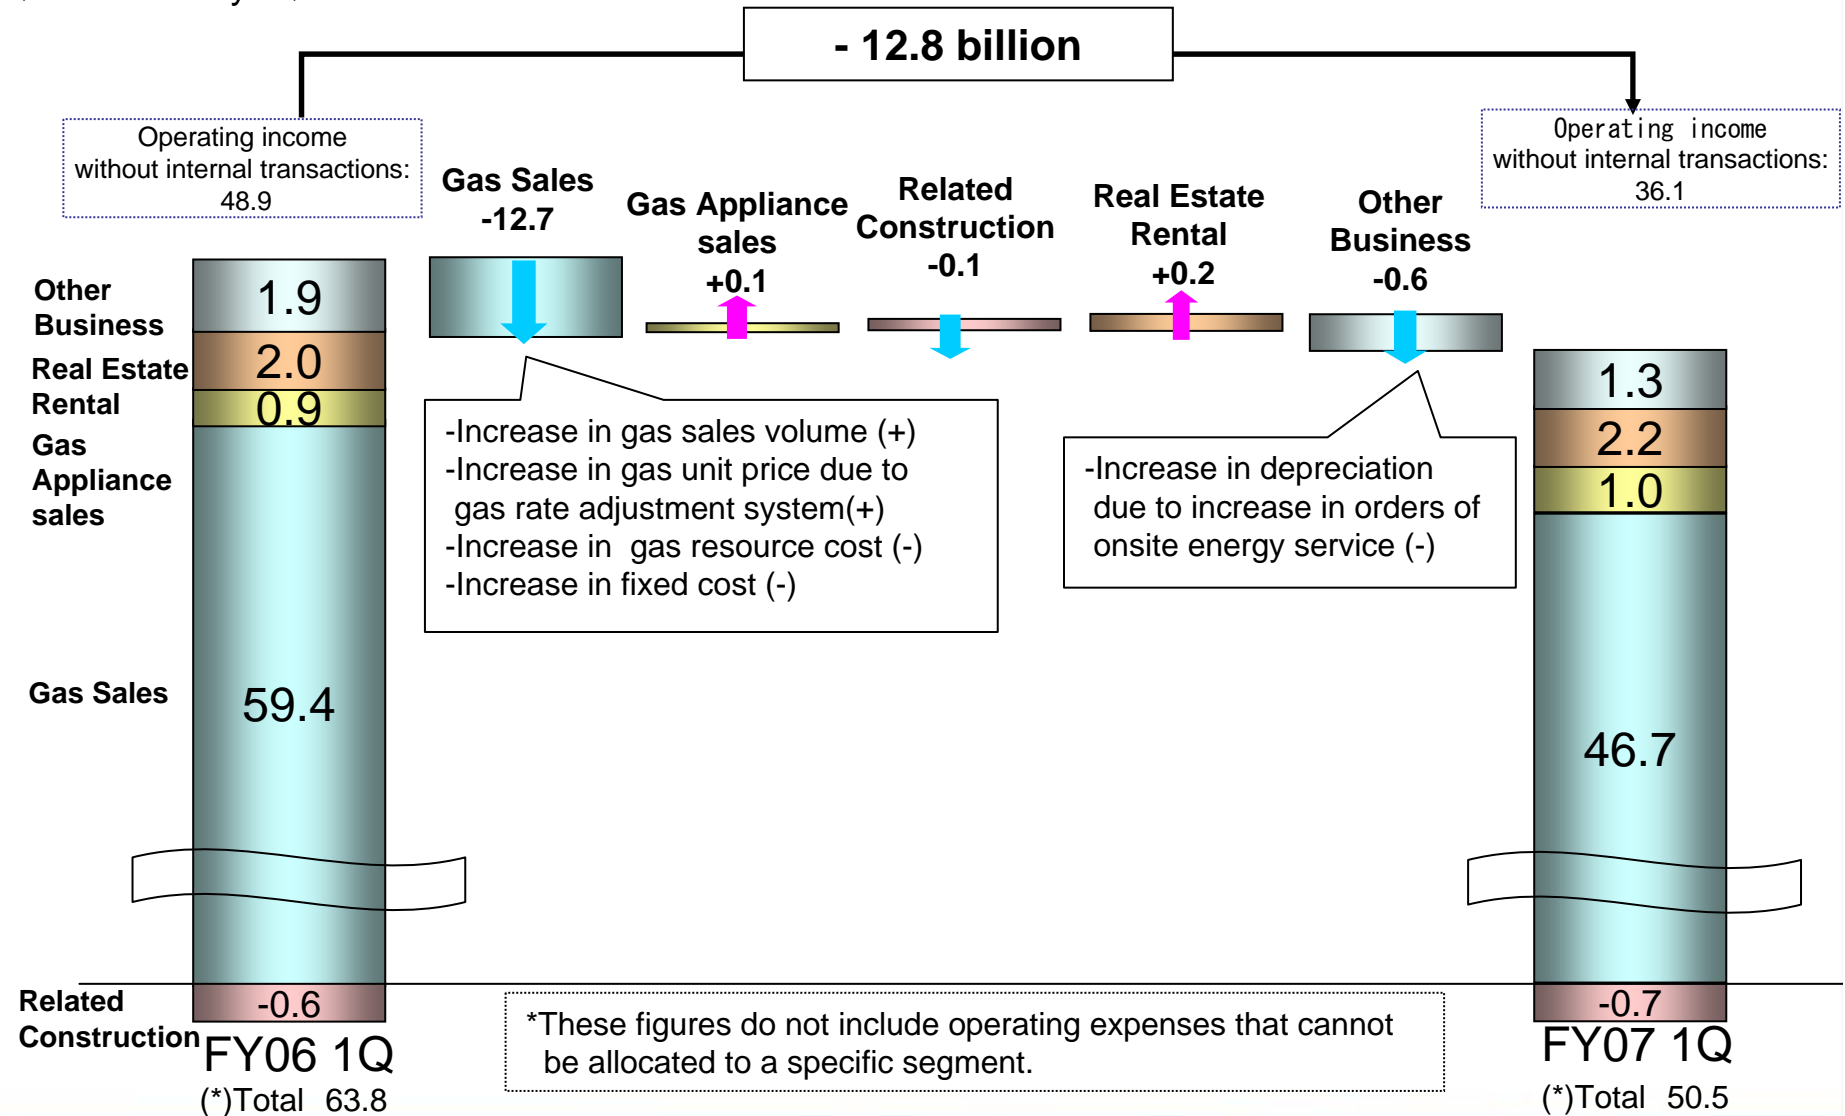 - 12.8 billion
Operating income
without internal transactions:
48.9
Operating income
without internal transactions:
36.1
Gas Sales
-12.7
Gas Appliance
sales
+0.1
Related
Construction
-0.1
Real Estate
Rental
+0.2
Other
Business
-0.6
Other
Business
Real Estate
Rental
Gas
Appliance
sales
Gas Sales
Related
Construction
1.9
2.0
0.9
59.4
-0.6
FY06 1Q
(*)Total 63.8
-Increase in gas sales volume (+)
-Increase in gas unit price due to
gas rate adjustment system(+)
-Increase in gas resource cost (-)
-Increase in fixed cost (-)
-Increase in depreciation
due to increase in orders of
onsite energy service (-)
1.3
2.2
1.0
46.7
-0.7
FY07 1Q
(*)Total 50.5
*These figures do not include operating expenses that cannot
be allocated to a specific segment.